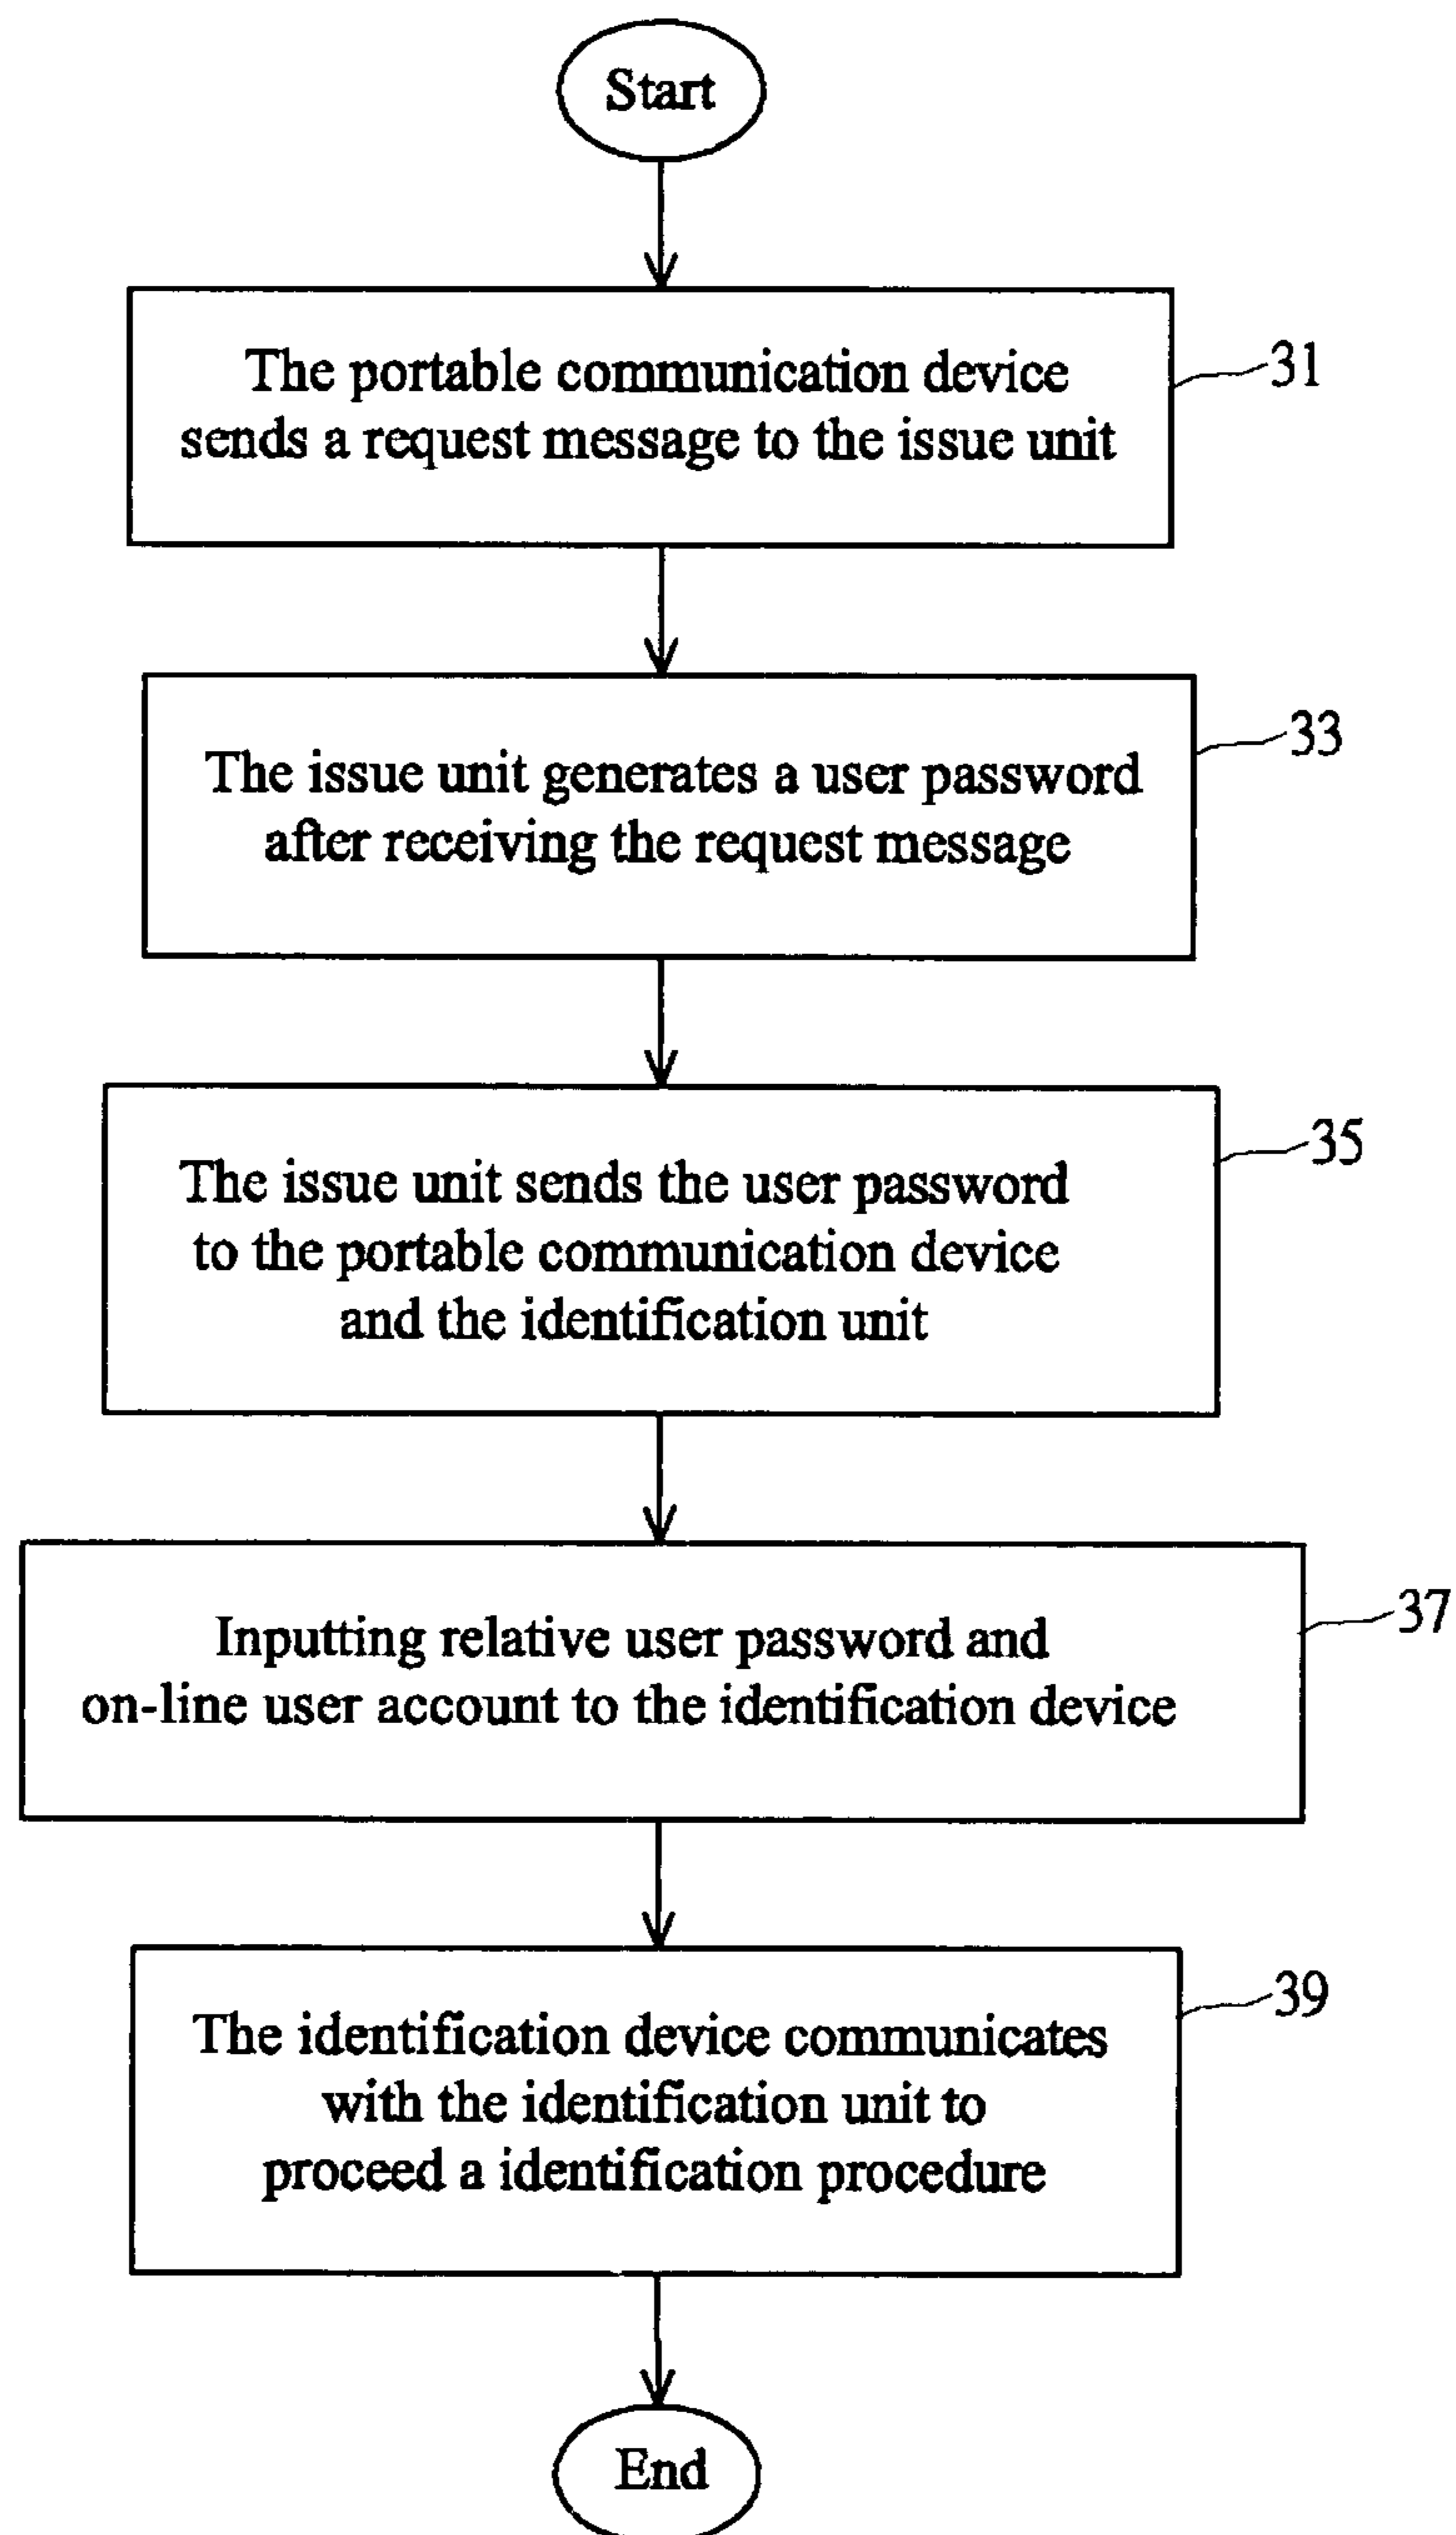 Start
The portable communication device
sends a request message to the issue unit
31
The issue unit generates a user password
after receiving the request message
33
The issue unit sends the user password
to the portable communication device
and the identification unit
35
Inputting relative user password and
on-line user account to the identification device
37
The identification device communicates
with the identification unit to
proceed a identification procedure
39
End